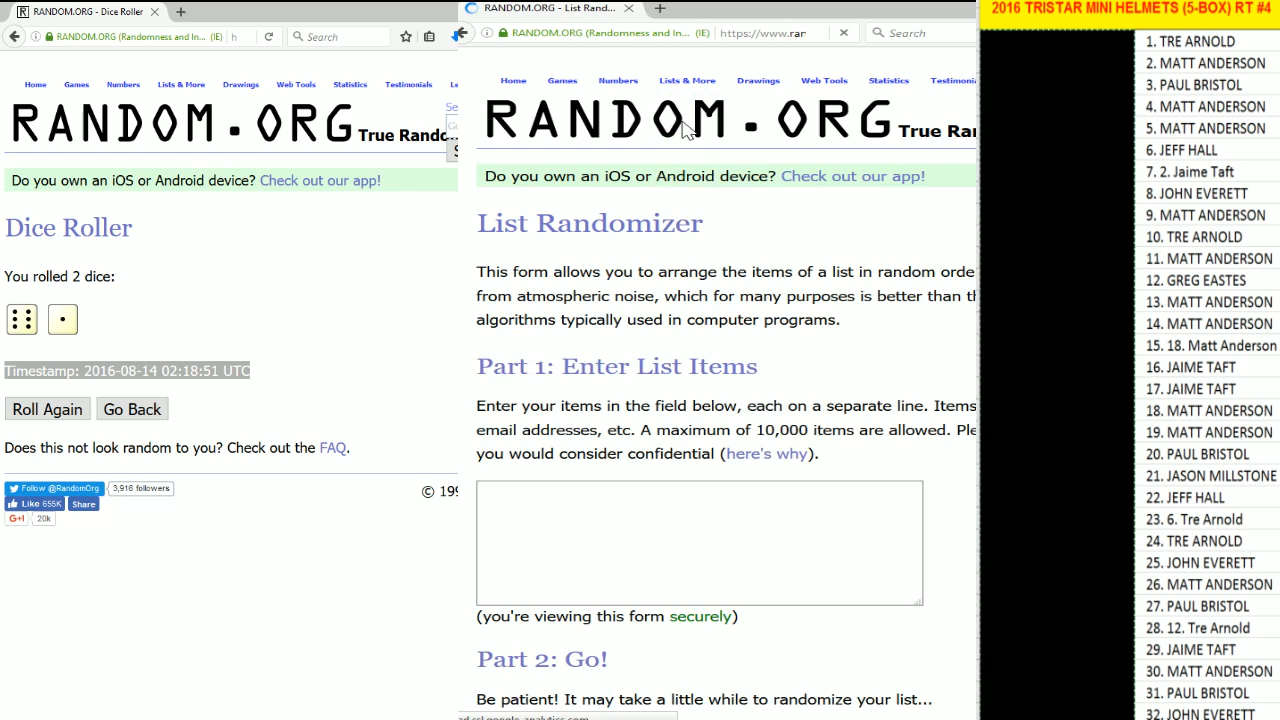 RANDOM.ORG - Dice Roller
RANDOM.ORG (Randomness and In... (IE) h
Search
Home Games Numbers Lists & More Drawings Web Tools Statistics Testimonials Le
RANDOM.ORG True Rando
Se
Do you own an iOS or Android device? Check out our app!
Dice Roller
You rolled 2 dice:
Timestamp: 2016-08-14 02:18:51 UTC
Roll Again Go Back
Does this not look random to you? Check out the FAQ.
Follow @RandomOrg 3,916 followers
Like 655K Share
G+1 20k
© 199
RANDOM.ORG - List Rand...
RANDOM.ORG (Randomness and In... (IE) https://www.rar
Search
Home Games Numbers Lists & More Drawings Web Tools Statistics Testimonia
RANDOM.ORG True Ra
Do you own an iOS or Android device? Check out our app!
List Randomizer
This form allows you to arrange the items of a list in random orde
from atmospheric noise, which for many purposes is better than th
algorithms typically used in computer programs.
Part 1: Enter List Items
Enter your items in the field below, each on a separate line. Items
email addresses, etc. A maximum of 10,000 items are allowed. Ple
you would consider confidential (here's why).
(you're viewing this form securely)
Part 2: Go!
Be patient! It may take a little while to randomize your list...
2016 TRISTAR MINI HELMETS (5-BOX) RT #4
1. TRE ARNOLD
2. MATT ANDERSON
3. PAUL BRISTOL
4. MATT ANDERSON
5. MATT ANDERSON
6. JEFF HALL
7. 2. Jaime Taft
8. JOHN EVERETT
9. MATT ANDERSON
10. TRE ARNOLD
11. MATT ANDERSON
12. GREG EASTES
13. MATT ANDERSON
14. MATT ANDERSON
15. 18. Matt Anderson
16. JAIME TAFT
17. JAIME TAFT
18. MATT ANDERSON
19. MATT ANDERSON
20. PAUL BRISTOL
21. JASON MILLSTONE
22. JEFF HALL
23. 6. Tre Arnold
24. TRE ARNOLD
25. JOHN EVERETT
26. MATT ANDERSON
27. PAUL BRISTOL
28. 12. Tre Arnold
29. JAIME TAFT
30. MATT ANDERSON
31. PAUL BRISTOL
32. JOHN EVERETT